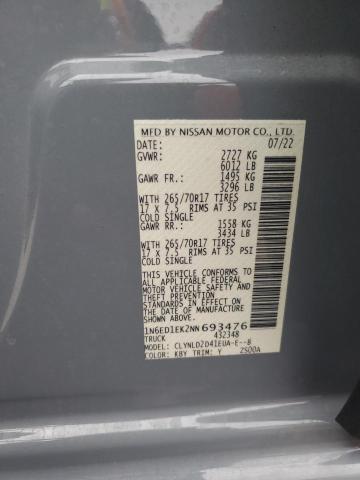 MFD BY NISSAN MOTOR CO., LTD.
DATE: 07/22
GVWR: 2727 KG
6012 LB
GAWR FR.: 1495 KG
3296 LB
WITH 265/70R17 TIRES
17 X 7.5 RIMS AT 35 PSI
COLD SINGLE
GAWR RR.: 1558 KG
3434 LB
WITH 265/70R17 TIRES
17 X 7.5 RIMS AT 35 PSI
COLD SINGLE
THIS VEHICLE CONFORMS TO
ALL APPLICABLE FEDERAL
MOTOR VEHICLE SAFETY
STANDARDS IN EFFECT ON
THE DATE OF MANUFACTURE
SHOWN ABOVE.
1N6ED1EK2NN693476
TRUCK 432348
MODEL: CLYNLDZD41EUA-E--B
COLOR: KBY TRIM: Y 2500A